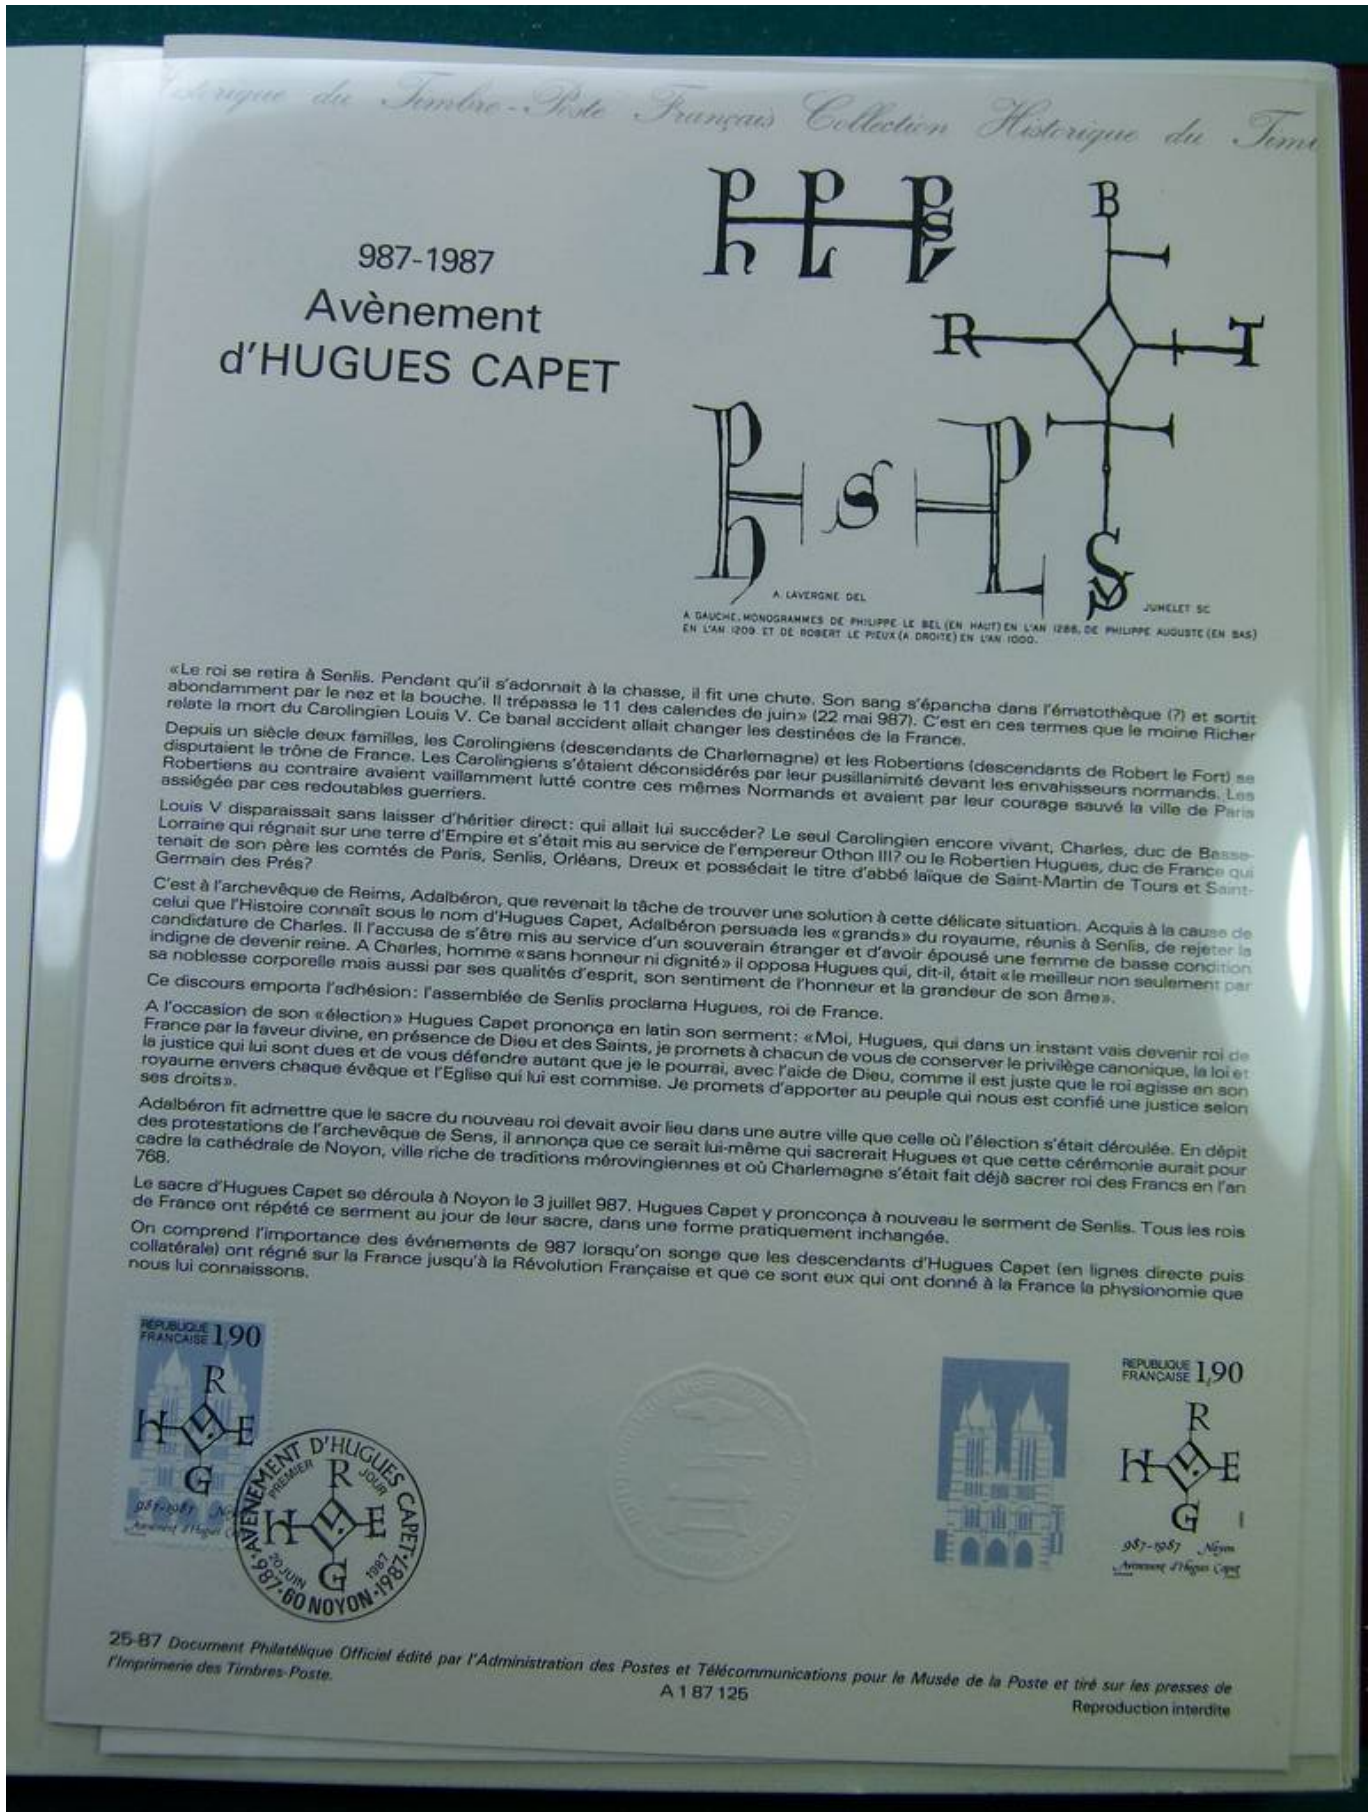 Historique du Timbre-Poste Français Collection Historique du Timb
987-1987
Avènement
d'HUGUES CAPET
A. LAVERGNE DEL
JUMELET SC
A GAUCHE, MONOGRAMMES DE PHILIPPE LE BEL (EN HAUT) EN L'AN 1286, DE PHILIPPE AUGUSTE (EN BAS)
EN L'AN 1209 ET DE ROBERT LE PIEUX (A DROITE) EN L'AN 1000.
«Le roi se retira à Senlis. Pendant qu'il s'adonnait à la chasse, il fit une chute. Son sang s'épancha dans l'ématothèque (?) et sortit
abondamment par le nez et la bouche. Il trépassa le 11 des calendes de juin» (22 mai 987). C'est en ces termes que le moine Richer
relate la mort du Carolingien Louis V. Ce banal accident allait changer les destinées de la France.
Depuis un siècle deux familles, les Carolingiens (descendants de Charlemagne) et les Robertiens (descendants de Robert le Fort) se
disputaient le trône de France. Les Carolingiens s'étaient déconsidérés par leur pusillanimité devant les envahisseurs normands. Les
Robertiens au contraire avaient vaillamment lutté contre ces mêmes Normands et avaient par leur courage sauvé la ville de Paris
assiégée par ces redoutables guerriers.
Louis V disparaissait sans laisser d'héritier direct: qui allait lui succéder? Le seul Carolingien encore vivant, Charles, duc de Basse-
Lorraine qui régnait sur une terre d'Empire et s'était mis au service de l'empereur Othon III? ou le Robertien Hugues, duc de France qui
tenait de son père les comtés de Paris, Senlis, Orléans, Dreux et possédait le titre d'abbé laïque de Saint-Martin de Tours et Saint-
Germain des Prés?
C'est à l'archevêque de Reims, Adalbéron, que revenait la tâche de trouver une solution à cette délicate situation. Acquis à la cause de
celui que l'Histoire connaît sous le nom d'Hugues Capet, Adalbéron persuada les «grands» du royaume, réunis à Senlis, de rejeter la
candidature de Charles. Il l'accusa de s'être mis au service d'un souverain étranger et d'avoir épousé une femme de basse condition
indigne de devenir reine. A Charles, homme «sans honneur ni dignité» il opposa Hugues qui, dit-il, était «le meilleur non seulement par
sa noblesse corporelle mais aussi par ses qualités d'esprit, son sentiment de l'honneur et la grandeur de son âme».
Ce discours emporta l'adhésion: l'assemblée de Senlis proclama Hugues, roi de France.
A l'occasion de son «élection» Hugues Capet prononça en latin son serment: «Moi, Hugues, qui dans un instant vais devenir roi de
France par la faveur divine, en présence de Dieu et des Saints, je promets à chacun de vous de conserver le privilège canonique, la loi et
la justice qui lui sont dues et de vous défendre autant que je le pourrai, avec l'aide de Dieu, comme il est juste que le roi agisse en son
royaume envers chaque évêque et l'Eglise qui lui est commise. Je promets d'apporter au peuple qui nous est confié une justice selon
ses droits».
Adalbéron fit admettre que le sacre du nouveau roi devait avoir lieu dans une autre ville que celle où l'élection s'était déroulée. En dépit
des protestations de l'archevêque de Sens, il annonça que ce serait lui-même qui sacrerait Hugues et que cette cérémonie aurait pour
cadre la cathédrale de Noyon, ville riche de traditions mérovingiennes et où Charlemagne s'était fait déjà sacrer roi des Francs en l'an
768.
Le sacre d'Hugues Capet se déroula à Noyon le 3 juillet 987. Hugues Capet y pronconça à nouveau le serment de Senlis. Tous les rois
de France ont répété ce serment au jour de leur sacre, dans une forme pratiquement inchangée.
On comprend l'importance des événements de 987 lorsqu'on songe que les descendants d'Hugues Capet (en lignes directe puis
collatérale) ont régné sur la France jusqu'à la Révolution Française et que ce sont eux qui ont donné à la France la physionomie que
nous lui connaissons.
REPUBLIQUE
FRANÇAISE 1,90
R
H E
G
987-1987
Avènement d'Hugues
AVENEMENT D'HUGUES CAPET
PREMIER JOUR
R
H E
G
20 JUIN 1987
987 · 60 NOYON · 1987
REPUBLIQUE
FRANÇAISE 1,90
R
H E
G
987-1987 Noyon
Avènement d'Hugues Capet
25-87 Document Philatélique Officiel édité par l'Administration des Postes et Télécommunications pour le Musée de la Poste et tiré sur les presses de
l'Imprimerie des Timbres-Poste.
A 1 87 125
Reproduction interdite